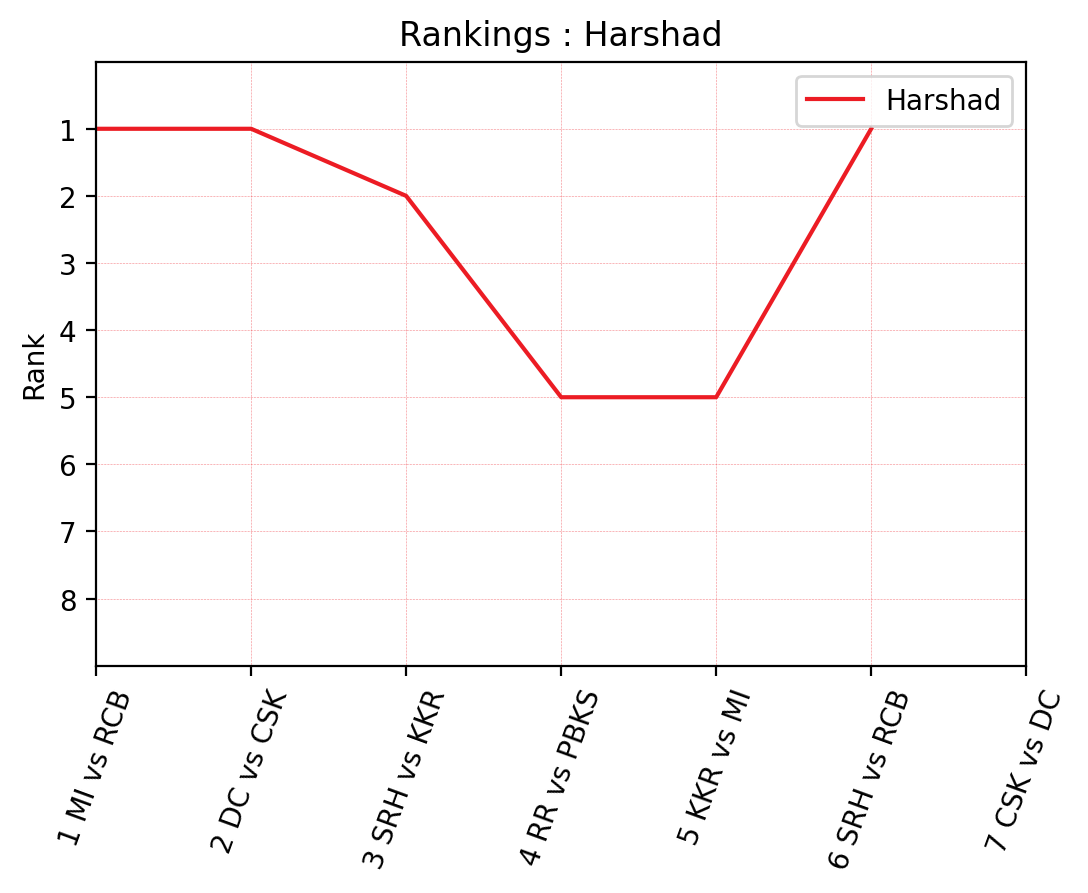 Rankings : Harshad
Harshad
Rank
1
2
3
4
5
6
7
8
1 MI vs RCB
2 DC vs CSK
3 SRH vs KKR
4 RR vs PBKS
5 KKR vs MI
6 SRH vs RCB
7 CSK vs DC